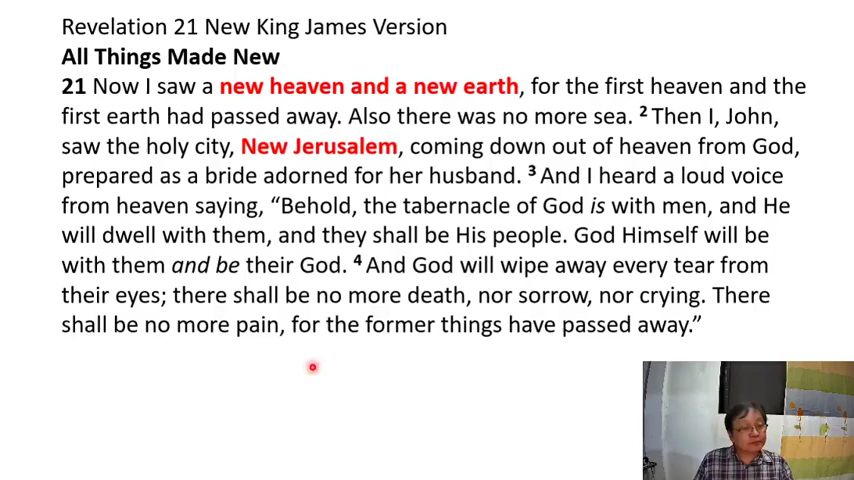 Revelation 21 New King James Version
All Things Made New
21 Now I saw a new heaven and a new earth, for the first heaven and the
first earth had passed away. Also there was no more sea. 2 Then I, John,
saw the holy city, New Jerusalem, coming down out of heaven from God,
prepared as a bride adorned for her husband. 3 And I heard a loud voice
from heaven saying, “Behold, the tabernacle of God is with men, and He
will dwell with them, and they shall be His people. God Himself will be
with them and be their God. 4 And God will wipe away every tear from
their eyes; there shall be no more death, nor sorrow, nor crying. There
shall be no more pain, for the former things have passed away.”